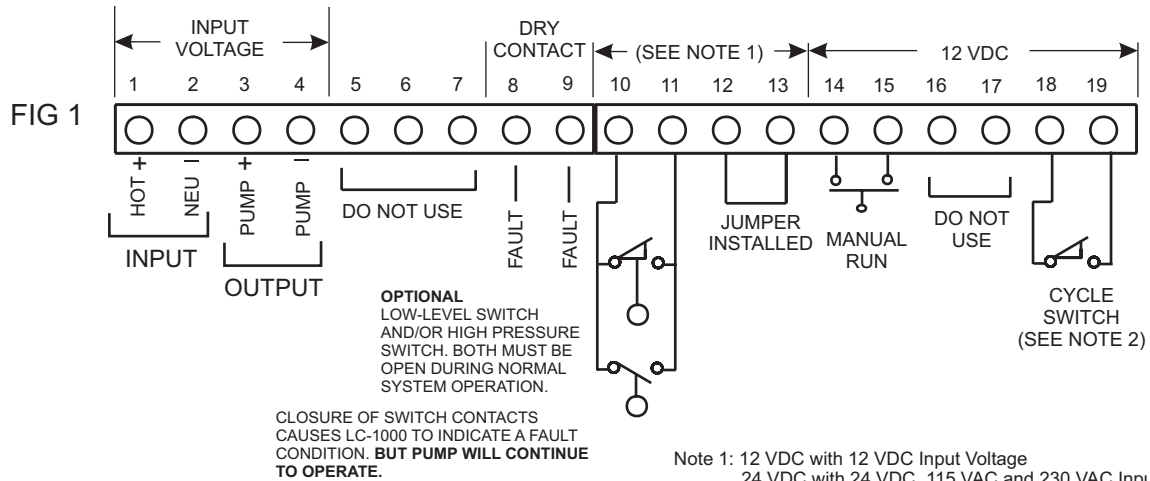 INPUT
VOLTAGE
DRY
CONTACT
(SEE NOTE 1)
12 VDC
1 2 3 4 5 6 7 8 9 10 11 12 13 14 15 16 17 18 19
FIG 1
HOT +
NEU –
PUMP +
PUMP –
DO NOT USE
FAULT
FAULT
JUMPER
INSTALLED
MANUAL
RUN
DO NOT
USE
INPUT
OUTPUT
CYCLE
SWITCH
(SEE NOTE 2)
OPTIONAL
LOW-LEVEL SWITCH
AND/OR HIGH PRESSURE
SWITCH. BOTH MUST BE
OPEN DURING NORMAL
SYSTEM OPERATION.
CLOSURE OF SWITCH CONTACTS
CAUSES LC-1000 TO INDICATE A FAULT
CONDITION. BUT PUMP WILL CONTINUE
TO OPERATE.
Note 1: 12 VDC with 12 VDC Input Voltage
24 VDC with 24 VDC, 115 VAC and 230 VAC